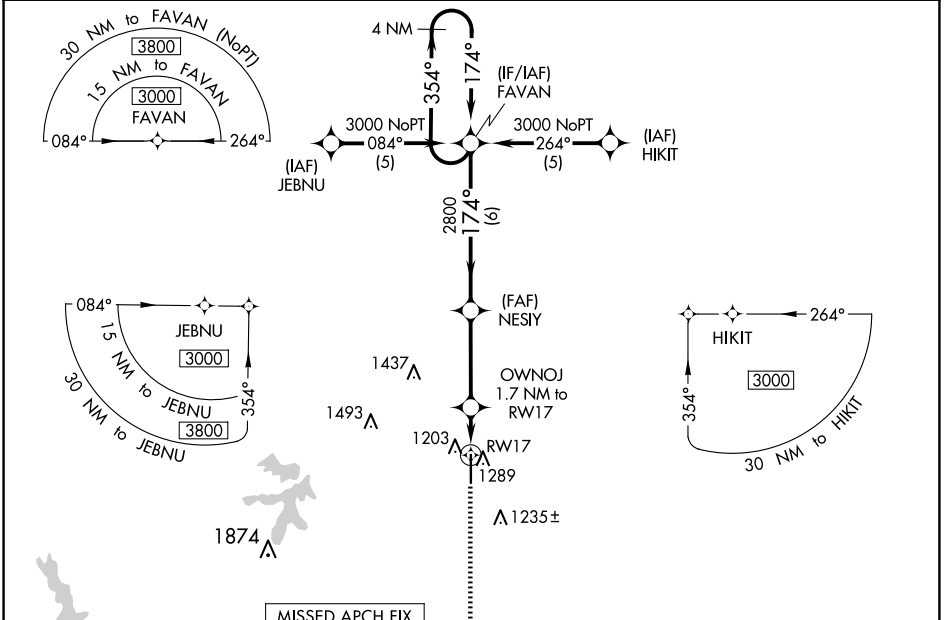 30 NM to FAVAN (NoPT)
3800
15 NM to FAVAN
3000
FAVAN
084°
264°
4 NM
354°
174°
(IF/IAF)
FAVAN
3000 NoPT
084°
(5)
3000 NoPT
264°
(5)
(IAF)
JEBNU
(IAF)
HIKIT
2800
174°
(6)
(FAF)
NESIY
084°
JEBNU
3000
15 NM to JEBNU
354°
3800
30 NM to JEBNU
HIKIT
264°
3000
354°
30 NM to HIKIT
1437
OWNOJ
1.7 NM to
RW17
1493
1203
RW17
1289
1235±
1874
MISSED APCH FIX